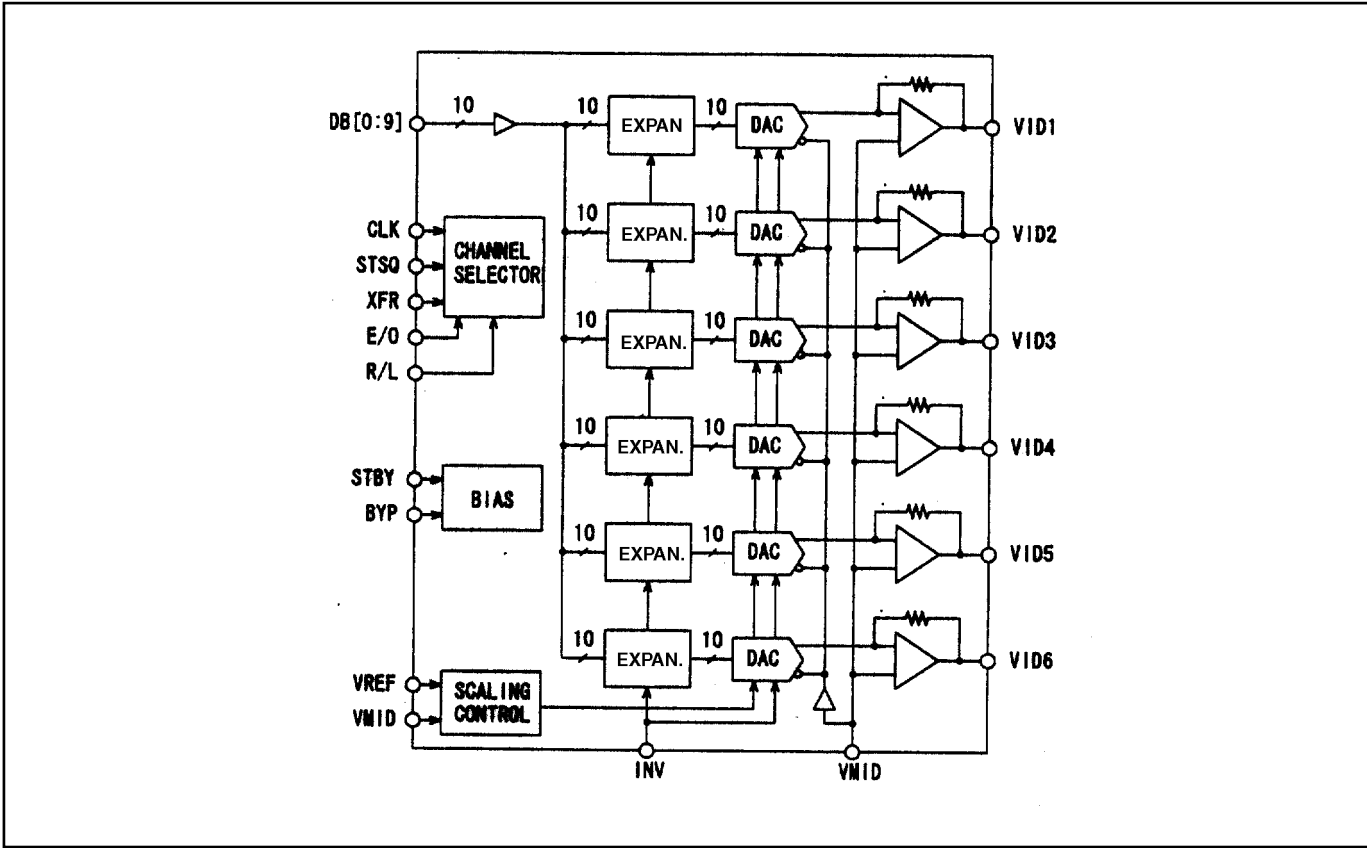 DB[0:9]
10
10
EXPAN
10
DAC
VID1
CLK
STSQ
XFR
E/O
R/L
CHANNEL
SELECTOR
10
EXPAN.
10
DAC
VID2
10
EXPAN.
10
DAC
VID3
10
EXPAN.
10
DAC
VID4
STBY
BYP
BIAS
10
EXPAN.
10
DAC
VID5
10
EXPAN.
10
DAC
VID6
VREF
VMID
SCALING
CONTROL
INV
VMID